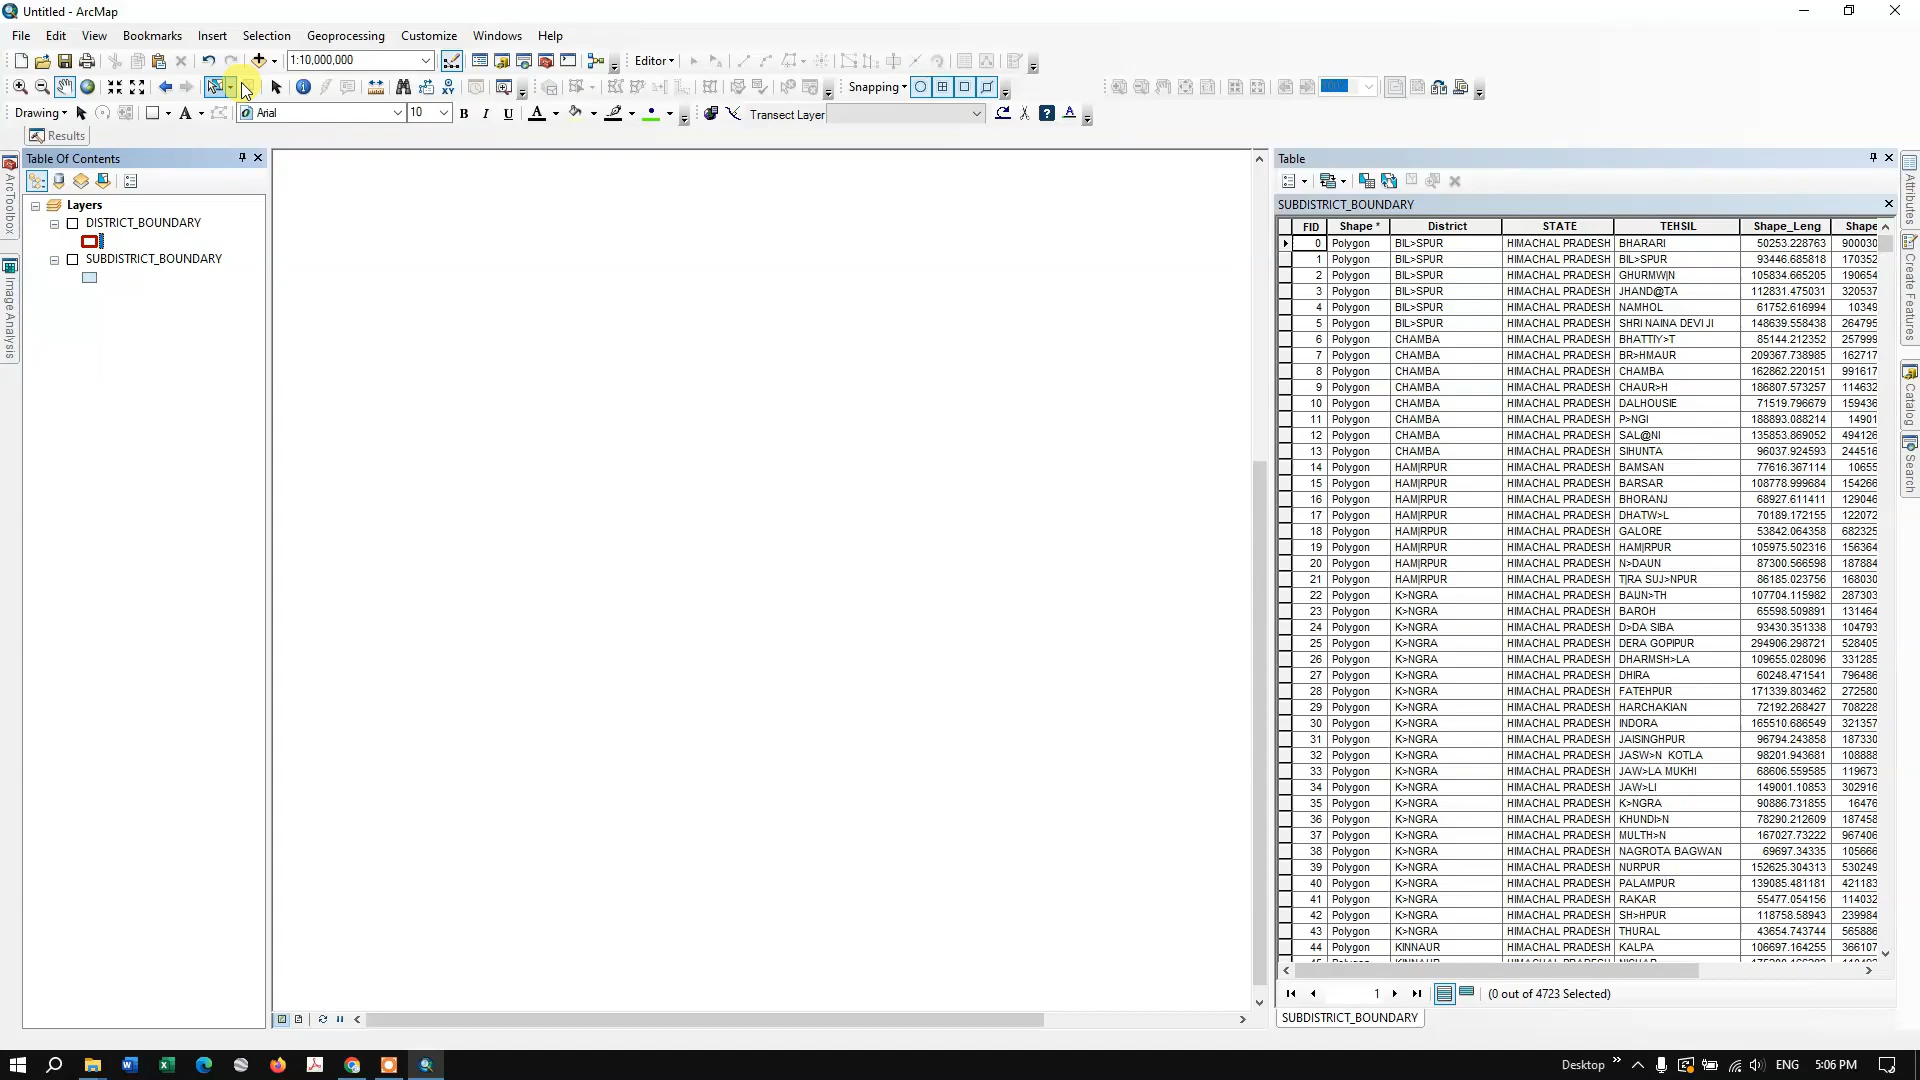 Untitled - ArcMap
File Edit View Bookmarks Insert Selection Geoprocessing Customize Windows Help
1:10,000,000 Editor
Snapping
Drawing A Arial 10 B I U A Transect Layer
Results
Table Of Contents
Layers
DISTRICT_BOUNDARY
SUBDISTRICT_BOUNDARY
ArcToolbox
Image Analysis
Table
SUBDISTRICT_BOUNDARY
FID Shape * District STATE TEHSIL Shape_Leng Shape
0 Polygon BIL>SPUR HIMACHAL PRADESH BHARARI 50253.228763 900030
1 Polygon BIL>SPUR HIMACHAL PRADESH BIL>SPUR 93446.685818 170352
2 Polygon BIL>SPUR HIMACHAL PRADESH GHURMW|N 105834.665205 190654
3 Polygon BIL>SPUR HIMACHAL PRADESH JHAND@TA 112831.475031 320537
4 Polygon BIL>SPUR HIMACHAL PRADESH NAMHOL 61752.616994 10349
5 Polygon BIL>SPUR HIMACHAL PRADESH SHRI NAINA DEVI JI 148639.558438 264795
6 Polygon CHAMBA HIMACHAL PRADESH BHATTIY>T 85144.212352 257999
7 Polygon CHAMBA HIMACHAL PRADESH BR>HMAUR 209367.738985 162717
8 Polygon CHAMBA HIMACHAL PRADESH CHAMBA 162862.220151 991617
9 Polygon CHAMBA HIMACHAL PRADESH CHAUR>H 186807.573257 114632
10 Polygon CHAMBA HIMACHAL PRADESH DALHOUSIE 71519.796679 159436
11 Polygon CHAMBA HIMACHAL PRADESH P>NGI 188893.088214 14901
12 Polygon CHAMBA HIMACHAL PRADESH SAL@NI 135853.869052 494126
13 Polygon CHAMBA HIMACHAL PRADESH SIHUNTA 96037.924593 244516
14 Polygon HAM|RPUR HIMACHAL PRADESH BAMSAN 77616.367114 10655
15 Polygon HAM|RPUR HIMACHAL PRADESH BARSAR 108778.999684 154266
16 Polygon HAM|RPUR HIMACHAL PRADESH BHORANJ 68927.611411 129046
17 Polygon HAM|RPUR HIMACHAL PRADESH DHATW>L 70189.172155 122072
18 Polygon HAM|RPUR HIMACHAL PRADESH GALORE 53842.064358 682325
19 Polygon HAM|RPUR HIMACHAL PRADESH HAM|RPUR 105975.502316 156364
20 Polygon HAM|RPUR HIMACHAL PRADESH N>DAUN 87300.566598 187884
21 Polygon HAM|RPUR HIMACHAL PRADESH T|RA SUJ>NPUR 86185.023756 168030
22 Polygon K>NGRA HIMACHAL PRADESH BAIJN>TH 107704.115982 287303
23 Polygon K>NGRA HIMACHAL PRADESH BAROH 65598.509891 131464
24 Polygon K>NGRA HIMACHAL PRADESH D>DA SIBA 93430.351338 104793
25 Polygon K>NGRA HIMACHAL PRADESH DERA GOPIPUR 294906.298721 528405
26 Polygon K>NGRA HIMACHAL PRADESH DHARMSH>LA 109655.028096 331285
27 Polygon K>NGRA HIMACHAL PRADESH DHIRA 60248.471541 796486
28 Polygon K>NGRA HIMACHAL PRADESH FATEHPUR 171339.803462 272580
29 Polygon K>NGRA HIMACHAL PRADESH HARCHAKIAN 72192.268427 708228
30 Polygon K>NGRA HIMACHAL PRADESH INDORA 165510.686549 321357
31 Polygon K>NGRA HIMACHAL PRADESH JAISINGHPUR 96794.243858 187330
32 Polygon K>NGRA HIMACHAL PRADESH JASW>N KOTLA 98201.943681 108888
33 Polygon K>NGRA HIMACHAL PRADESH JAW>LA MUKHI 68606.559585 119673
34 Polygon K>NGRA HIMACHAL PRADESH JAW>LI 149001.10853 302916
35 Polygon K>NGRA HIMACHAL PRADESH K>NGRA 90886.731855 16476
36 Polygon K>NGRA HIMACHAL PRADESH KHUNDI>N 78290.212609 187458
37 Polygon K>NGRA HIMACHAL PRADESH MULTH>N 167027.73222 967406
38 Polygon K>NGRA HIMACHAL PRADESH NAGROTA BAGWAN 69697.34335 105666
39 Polygon K>NGRA HIMACHAL PRADESH NURPUR 152625.304313 530249
40 Polygon K>NGRA HIMACHAL PRADESH PALAMPUR 139085.481181 421183
41 Polygon K>NGRA HIMACHAL PRADESH RAKAR 55477.054156 114032
42 Polygon K>NGRA HIMACHAL PRADESH SH>HPUR 118758.58943 239984
43 Polygon K>NGRA HIMACHAL PRADESH THURAL 43654.743744 565886
44 Polygon KINNAUR HIMACHAL PRADESH KALPA 106697.164255 366107
1 (0 out of 4723 Selected)
SUBDISTRICT_BOUNDARY
Attributes
Create Features
Catalog
Search
Desktop ENG 5:06 PM